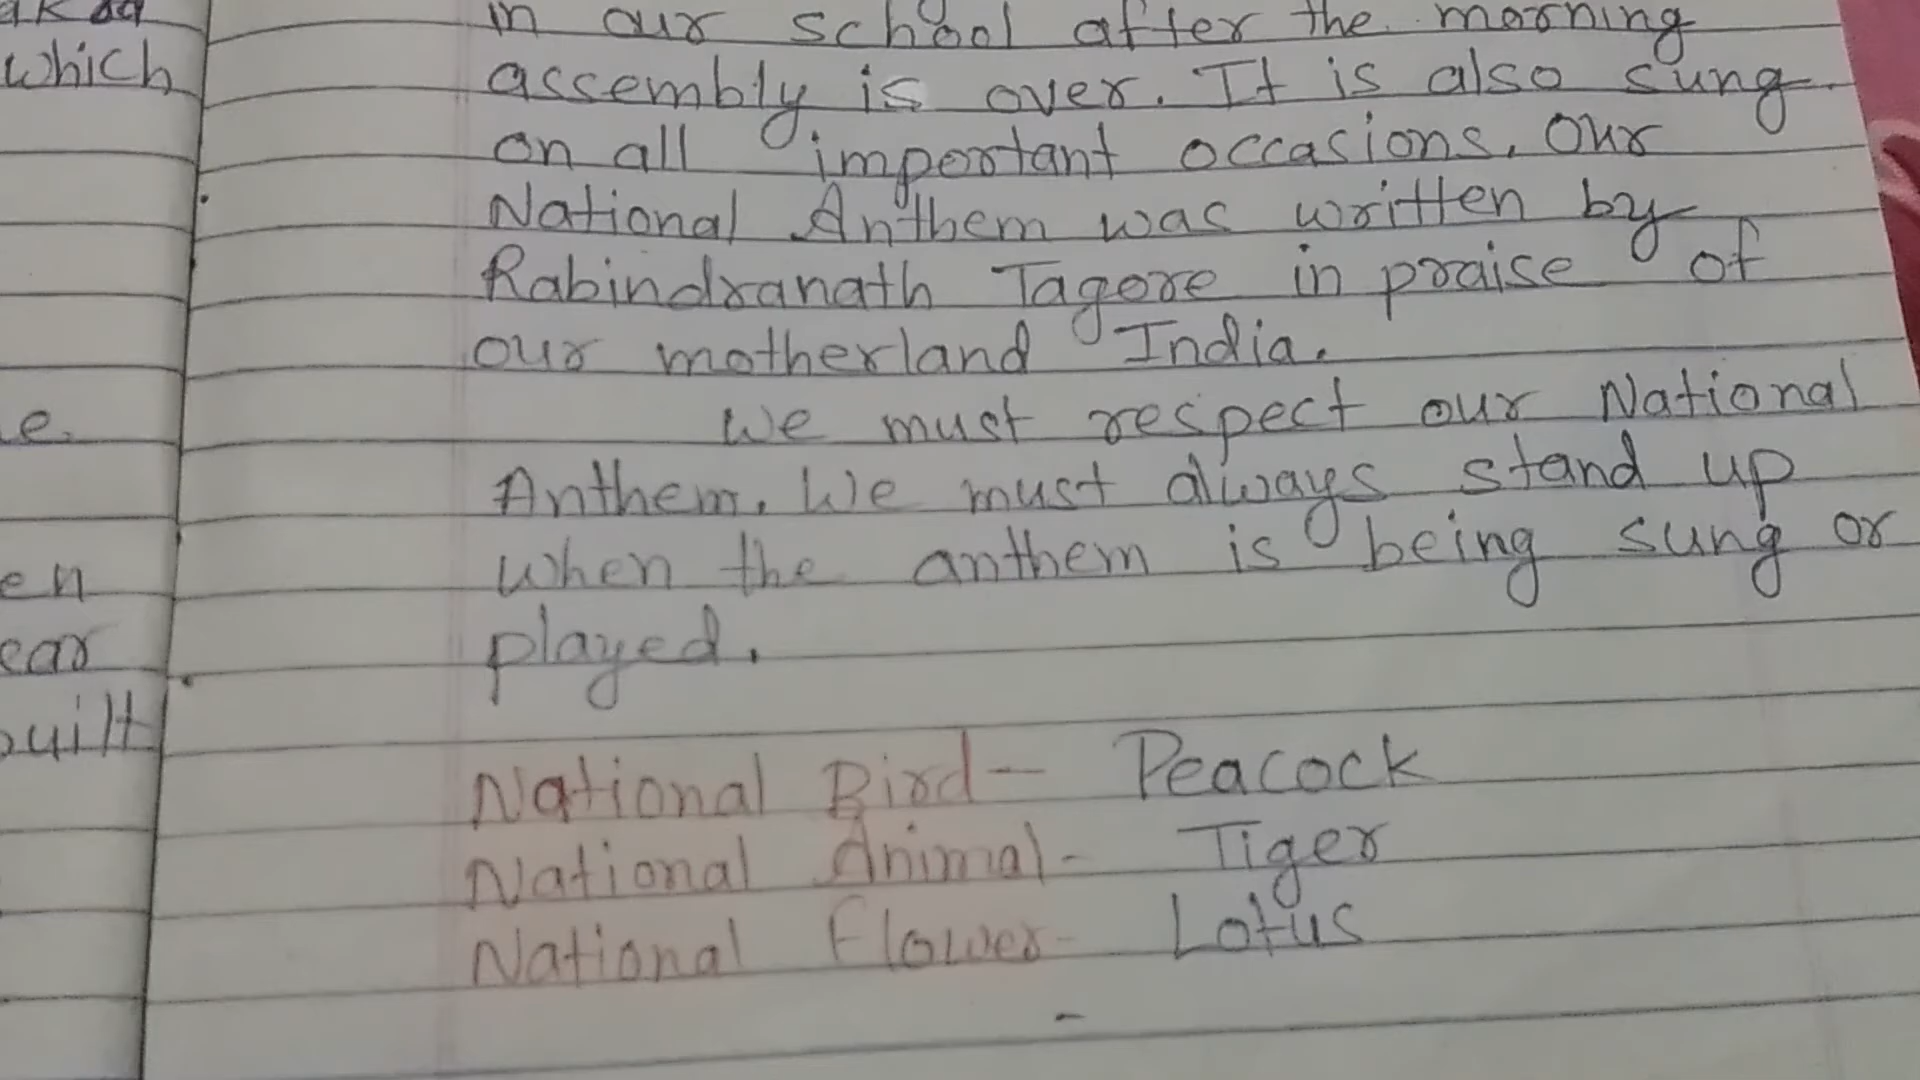 which
e.
en
ear
in our school after the morning
assembly is over. It is also sung
on all important occasions. Our
National Anthem was written by
Rabindranath Tagore in praise of
our motherland India.
We must respect our National
Anthem. We must always stand up
when the anthem is being sung or
played.
National Bird - Peacock
National Animal - Tiger
National Flower - Lotus